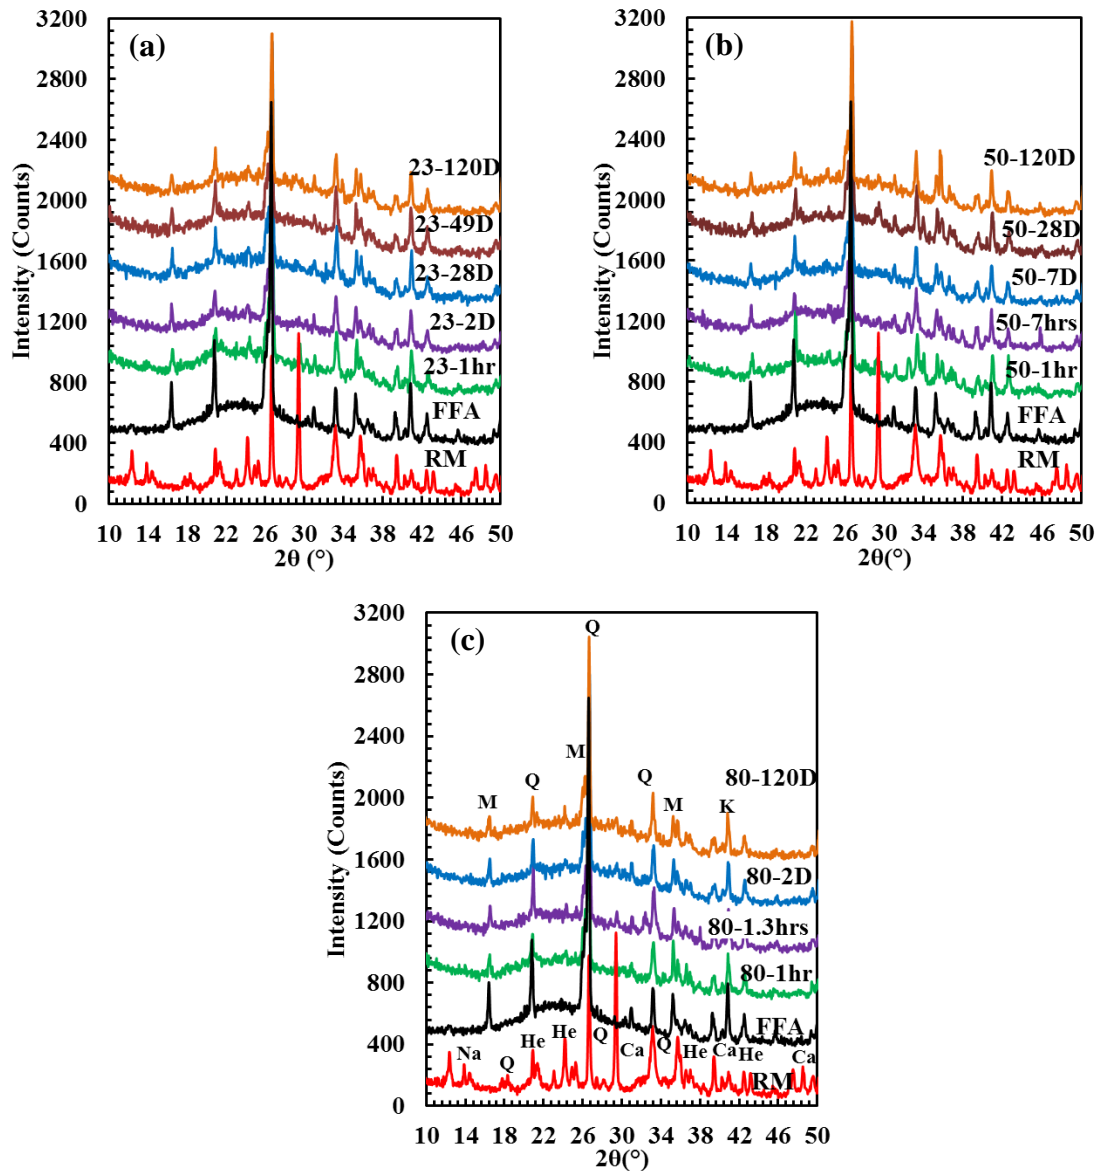 (a)
3200
2800
2400
2000
1600
1200
800
400
0
Intensity (Counts)
23-120D
23-49D
23-28D
23-2D
23-1hr
FFA
RM
10 14 18 22 26 30 34 38 42 46 50
2θ (°)
(b)
3200
2800
2400
2000
1600
1200
800
400
0
Intensity (Counts)
50-120D
50-28D
50-7D
50-7hrs
50-1hr
FFA
RM
10 14 18 22 26 30 34 38 42 46 50
2θ(°)
(c)
3200
2800
2400
2000
1600
1200
800
400
0
Intensity (Counts)
Q
M
Q
80-120D
M
Q
M
K
80-2D
80-1.3hrs
80-1hr
FFA
Na
Q
He
He
Q
Ca
Q
He
Ca
He
Ca
RM
10 14 18 22 26 30 34 38 42 46 50
2θ(°)